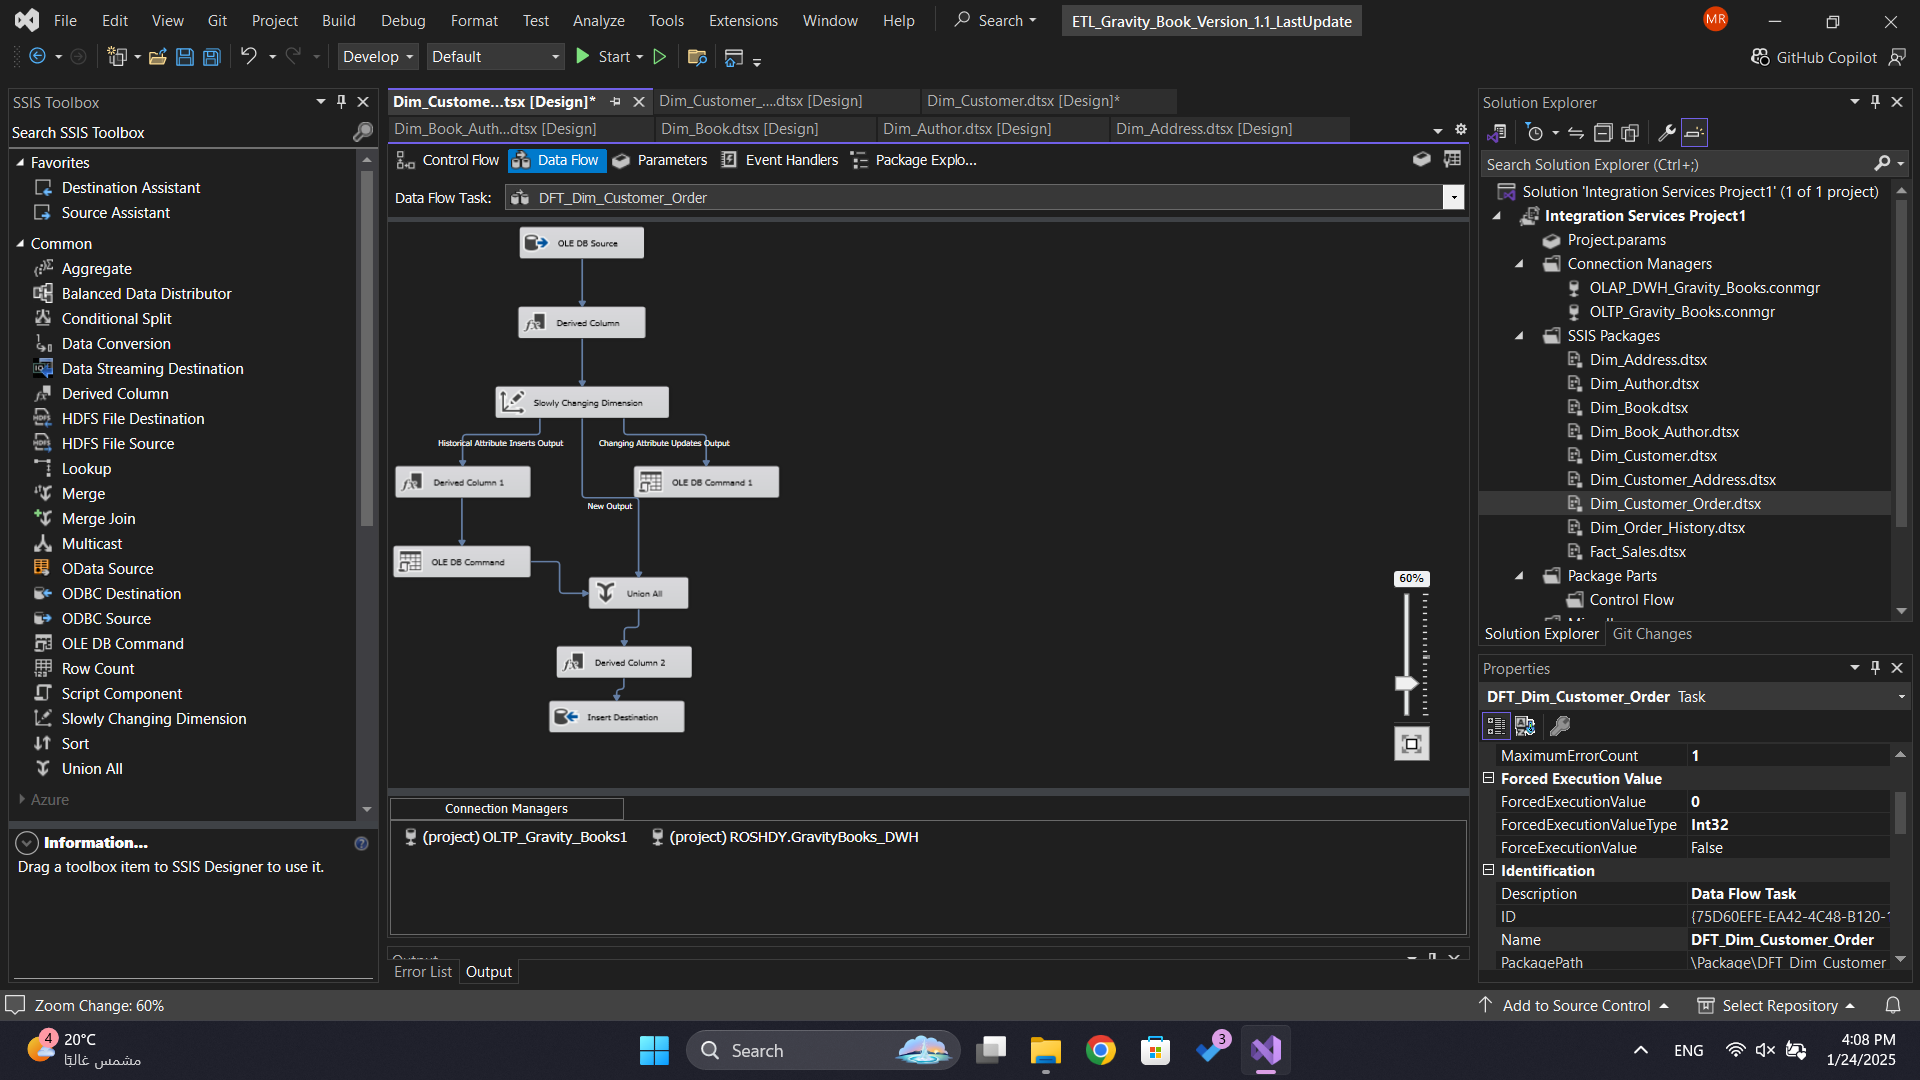 File Edit View Git Project Build Debug Format Test Analyze Tools Extensions Window Help Search ETL_Gravity_Book_Version_1.1_LastUpdate MR
Develop Default Start GitHub Copilot
SSIS Toolbox
Search SSIS Toolbox
Favorites
Destination Assistant
Source Assistant
Common
Aggregate
Balanced Data Distributor
Conditional Split
Data Conversion
Data Streaming Destination
Derived Column
HDFS File Destination
HDFS File Source
Lookup
Merge
Merge Join
Multicast
OData Source
ODBC Destination
ODBC Source
OLE DB Command
Row Count
Script Component
Slowly Changing Dimension
Sort
Union All
Azure
Information...
Drag a toolbox item to SSIS Designer to use it.
Dim_Custome...tsx [Design]* Dim_Customer_....dtsx [Design] Dim_Customer.dtsx [Design]*
Dim_Book_Auth...dtsx [Design] Dim_Book.dtsx [Design] Dim_Author.dtsx [Design] Dim_Address.dtsx [Design]
Control Flow Data Flow Parameters Event Handlers Package Explo...
Data Flow Task: DFT_Dim_Customer_Order
OLE DB Source
Derived Column
Slowly Changing Dimension
Historical Attribute Inserts Output Changing Attribute Updates Output
Derived Column 1 OLE DB Command 1
New Output
OLE DB Command
Union All
Derived Column 2
Insert Destination
60%
Connection Managers
(project) OLTP_Gravity_Books1 (project) ROSHDY.GravityBooks_DWH
Output
Error List Output
Solution Explorer
Search Solution Explorer (Ctrl+;)
Solution 'Integration Services Project1' (1 of 1 project)
Integration Services Project1
Project.params
Connection Managers
OLAP_DWH_Gravity_Books.conmgr
OLTP_Gravity_Books.conmgr
SSIS Packages
Dim_Address.dtsx
Dim_Author.dtsx
Dim_Book.dtsx
Dim_Book_Author.dtsx
Dim_Customer.dtsx
Dim_Customer_Address.dtsx
Dim_Customer_Order.dtsx
Dim_Order_History.dtsx
Fact_Sales.dtsx
Package Parts
Control Flow
Solution Explorer Git Changes
Properties
DFT_Dim_Customer_Order Task
MaximumErrorCount 1
Forced Execution Value
ForcedExecutionValue 0
ForcedExecutionValueType Int32
ForceExecutionValue False
Identification
Description Data Flow Task
ID {75D60EFE-EA42-4C48-B120-
Name DFT_Dim_Customer_Order
PackagePath \Package\DFT_Dim_Customer
Zoom Change: 60% Add to Source Control Select Repository
4 20°C
مشمس غالبًا
Search 3 ENG
4:08 PM
1/24/2025